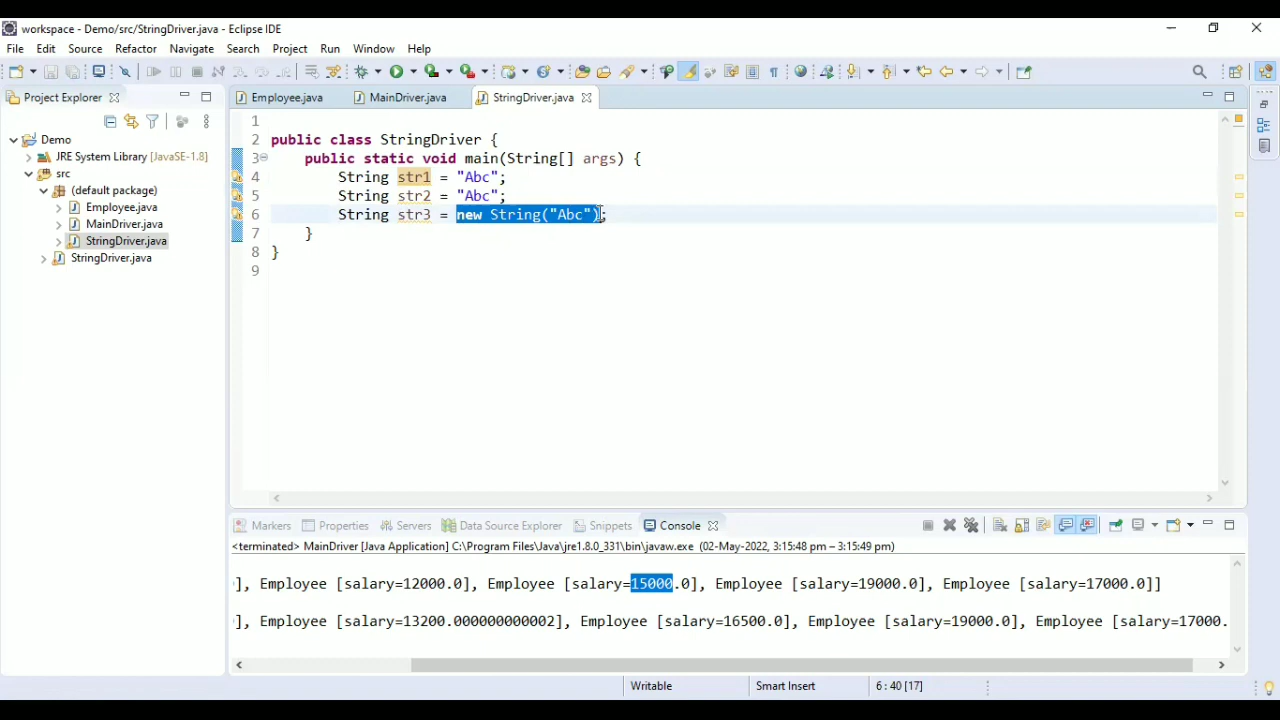 workspace - Demo/src/StringDriver.java - Eclipse IDE
File Edit Source Refactor Navigate Search Project Run Window Help
Project Explorer
Employee.java MainDriver.java StringDriver.java
Demo
JRE System Library [JavaSE-1.8]
src
(default package)
Employee.java
MainDriver.java
StringDriver.java
StringDriver.java
1
2 public class StringDriver {
3 public static void main(String[] args) {
4 String str1 = "Abc";
5 String str2 = "Abc";
6 String str3 = new String("Abc");
7 }
8 }
9
Markers Properties Servers Data Source Explorer Snippets Console
<terminated> MainDriver [Java Application] C:\Program Files\Java\jre1.8.0_331\bin\javaw.exe (02-May-2022, 3:15:48 pm – 3:15:49 pm)
], Employee [salary=12000.0], Employee [salary=15000.0], Employee [salary=19000.0], Employee [salary=17000.0]]
], Employee [salary=13200.000000000002], Employee [salary=16500.0], Employee [salary=19000.0], Employee [salary=17000.
Writable Smart Insert 6 : 40 [17]